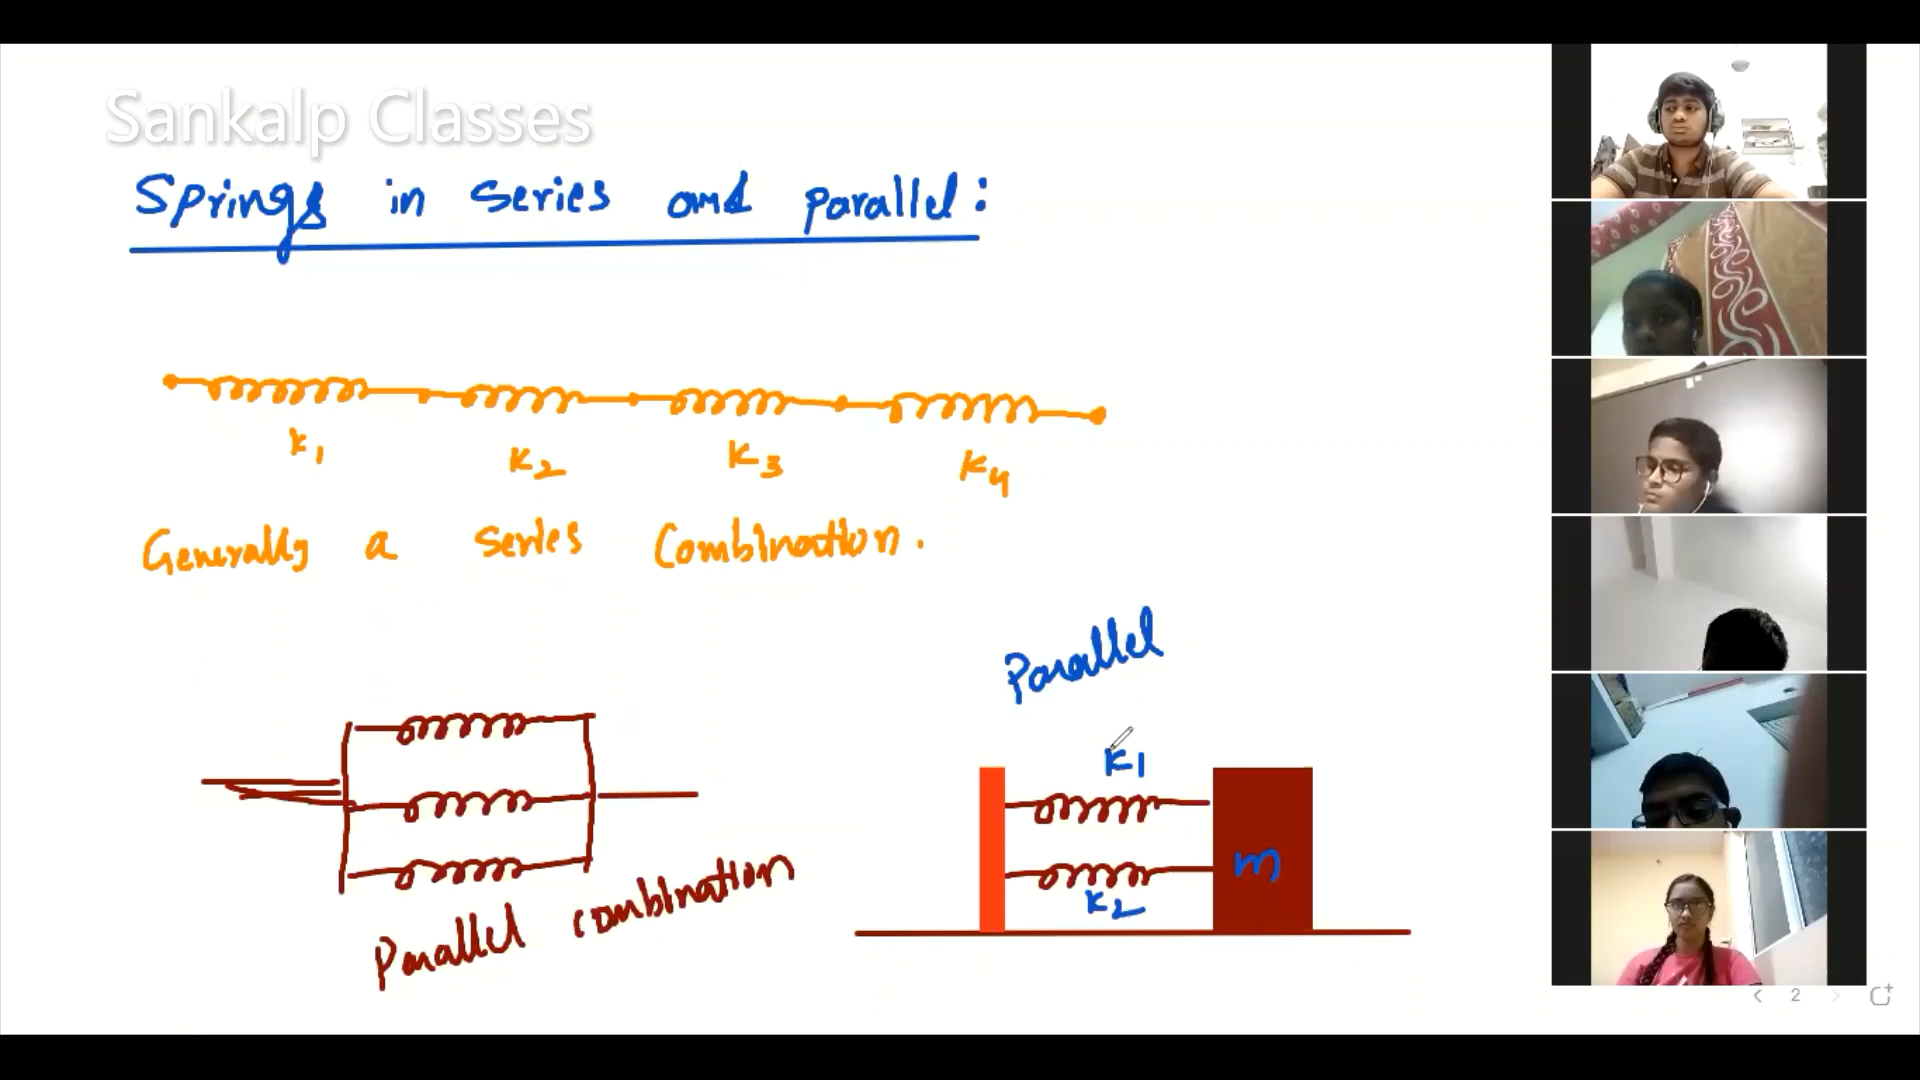 Sankalp Classes
Springs in series and parallel:
K1 K2 K3 K4
Generally a series combination.
Parallel
K1
m
K2
Parallel combination
2